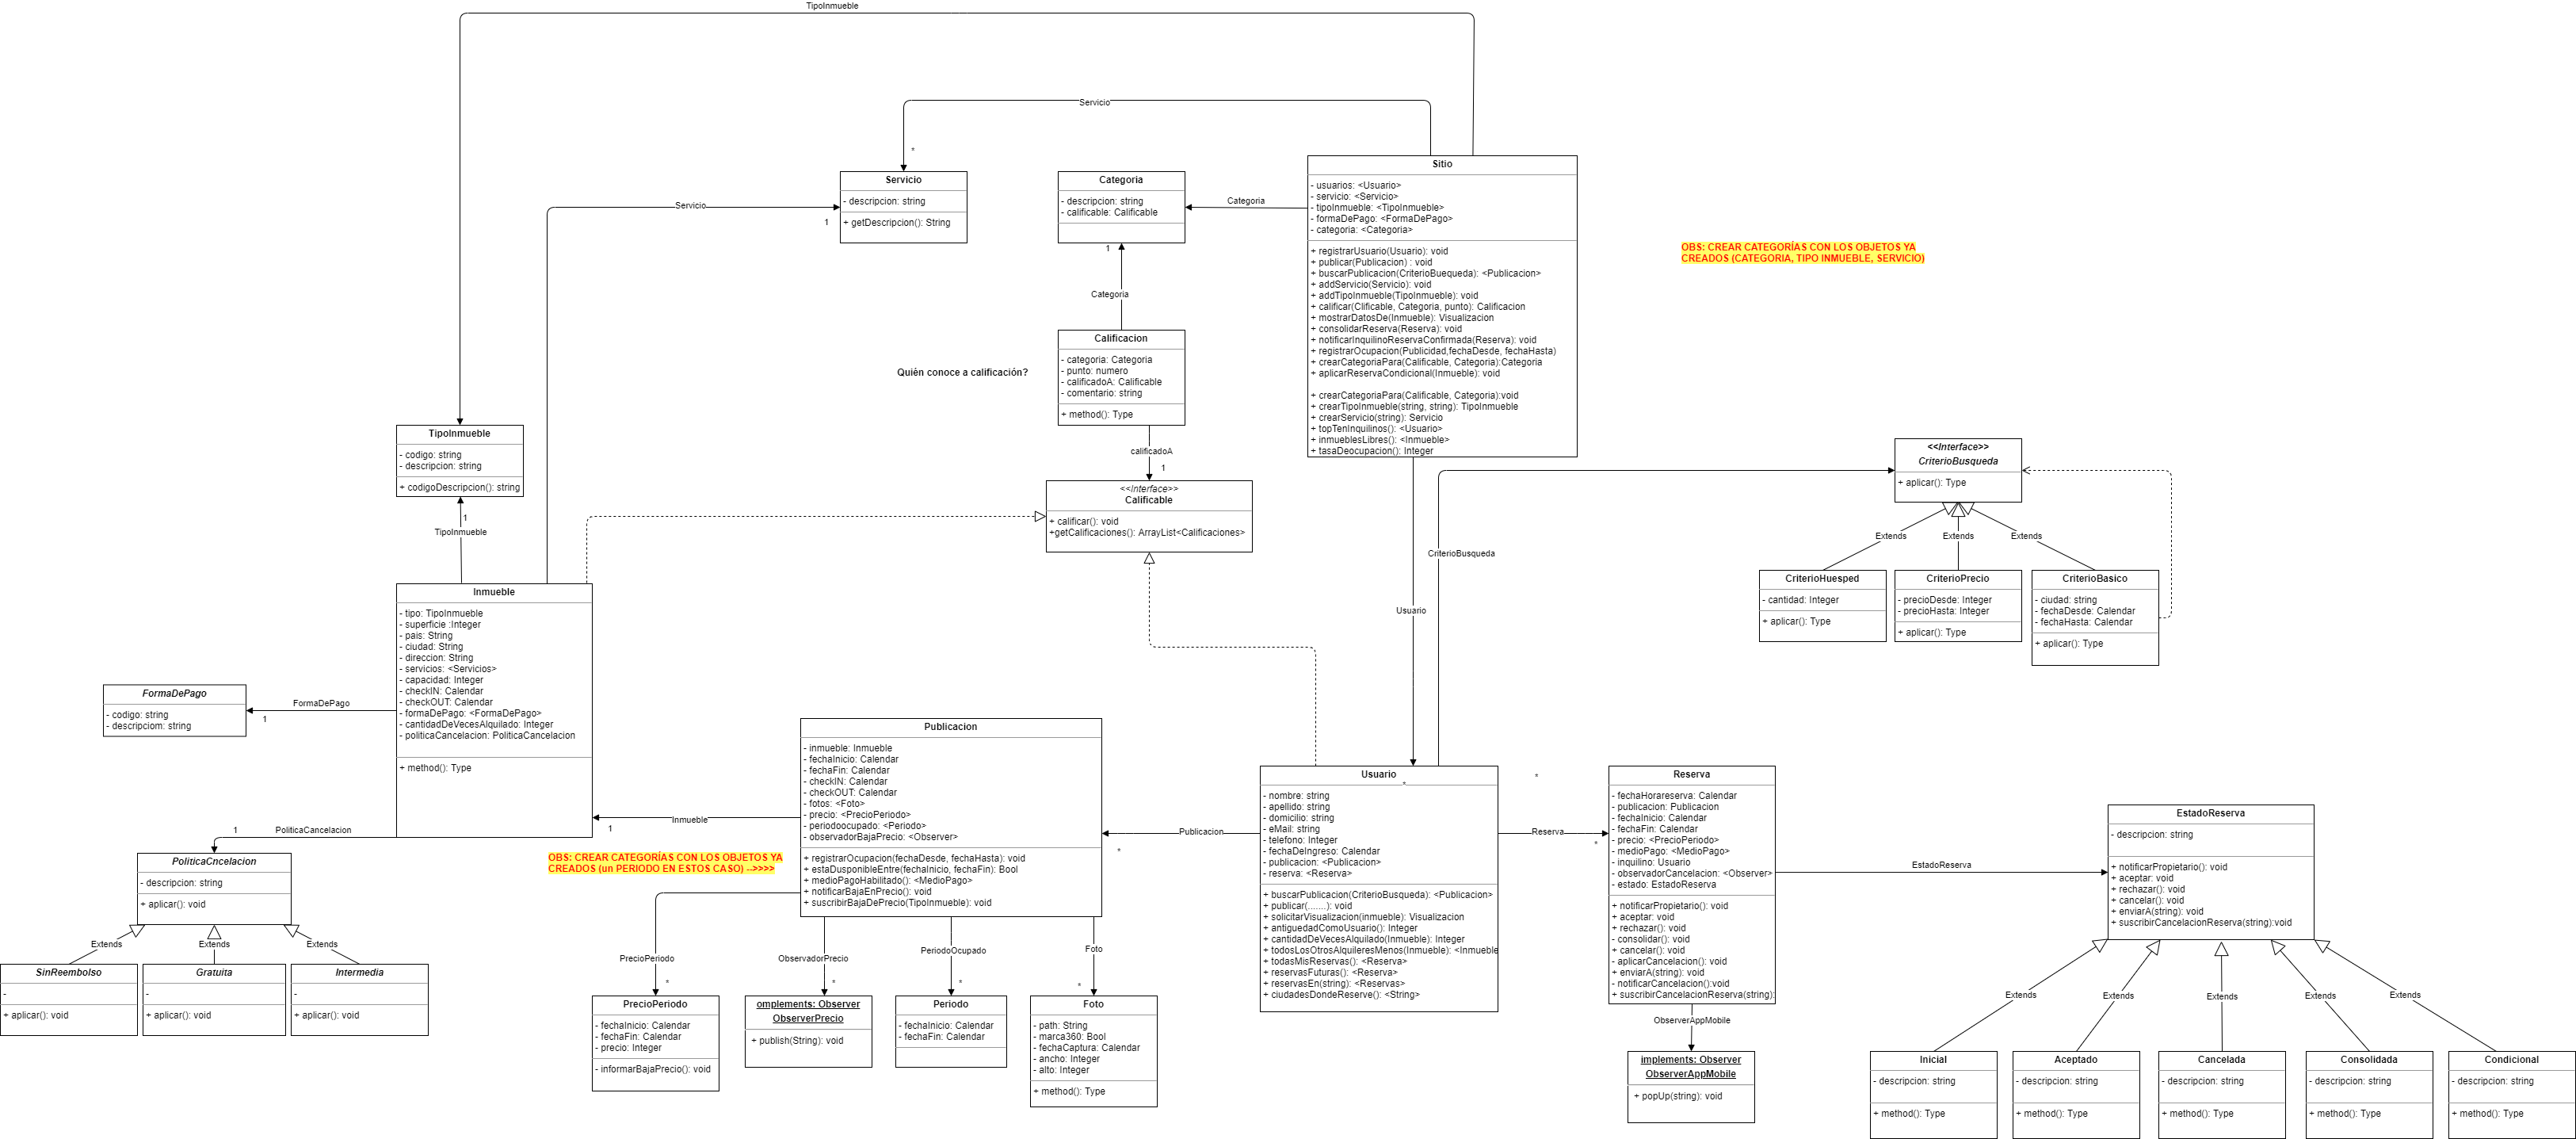 TipoInmueble
Servicio
*
Servicio
- descripcion: string
+ getDescripcion(): String
Servicio
1
Categoria
- descripcion: string
- calificable: Calificable
Categoria
1
Categoria
Sitio
- usuarios: <Usuario>
- servicio: <Servicio>
- tipoInmueble: <TipoInmueble>
- formaDePago: <FormaDePago>
- categoria: <Categoria>
+ registrarUsuario(Usuario): void
+ publicar(Publicacion) : void
+ buscarPublicacion(CriterioBuequeda): <Publicacion>
+ addServicio(Servicio): void
+ addTipoInmueble(TipoInmueble): void
+ calificar(Clificable, Categoria, punto): Calificacion
+ mostrarDatosDe(Inmueble): Visualizacion
+ consolidarReserva(Reserva): void
+ notificarInquilinoReservaConfirmada(Reserva): void
+ registrarOcupacion(Publicidad,fechaDesde, fechaHasta)
+ crearCategoriaPara(Calificable, Categoria):Categoria
+ aplicarReservaCondicional(Inmueble): void
+ crearCategoriaPara(Calificable, Categoria):void
+ crearTipoInmueble(string, string): TipoInmueble
+ crearServicio(string): Servicio
+ topTenInquilinos(): <Usuario>
+ inmueblesLibres(): <Inmueble>
+ tasaDeocupacion(): Integer
OBS: CREAR CATEGORÍAS CON LOS OBJETOS YA
CREADOS (CATEGORIA, TIPO INMUEBLE, SERVICIO)
Quién conoce a calificación?
Calificacion
- categoria: Categoria
- punto: numero
- calificadoA: Calificable
- comentario: string
+ method(): Type
calificadoA
1
<<Interface>>
Calificable
+ calificar(): void
+getCalificaciones(): ArrayList<Calificaciones>
TipoInmueble
- codigo: string
- descripcion: string
+ codigoDescripcion(): string
1
TipoInmueble
<<Interface>>
CriterioBusqueda
+ aplicar(): Type
Extends
Extends
Extends
CriterioBusqueda
CriterioHuesped
- cantidad: Integer
+ aplicar(): Type
CriterioPrecio
- precioDesde: Integer
- precioHasta: Integer
+ aplicar(): Type
CriterioBasico
- ciudad: string
- fechaDesde: Calendar
- fechaHasta: Calendar
+ aplicar(): Type
Usuario
Inmueble
- tipo: TipoInmueble
- superficie :Integer
- pais: String
- ciudad: String
- direccion: String
- servicios: <Servicios>
- capacidad: Integer
- checkIN: Calendar
- checkOUT: Calendar
- formaDePago: <FormaDePago>
- cantidadDeVecesAlquilado: Integer
- politicaCancelacion: PoliticaCancelacion
+ method(): Type
FormaDePago
- codigo: string
- descripciom: string
FormaDePago
1
1
PoliticaCancelacion
PoliticaCncelacion
- descripcion: string
+ aplicar(): void
Extends
Extends
Extends
SinReembolso
-
+ aplicar(): void
Gratuita
-
+ aplicar(): void
Intermedia
-
+ aplicar(): void
Inmueble
1
OBS: CREAR CATEGORÍAS CON LOS OBJETOS YA
CREADOS (un PERIODO EN ESTOS CASO) -->>>>
Publicacion
- inmueble: Inmueble
- fechaInicio: Calendar
- fechaFin: Calendar
- checkIN: Calendar
- checkOUT: Calendar
- fotos: <Foto>
- precio: <PrecioPeriodo>
- periodoocupado: <Periodo>
- observadorBajaPrecio: <Observer>
+ registrarOcupacion(fechaDesde, fechaHasta): void
+ estaDusponibleEntre(fechaInicio, fechaFin): Bool
+ medioPagoHabilitado(): <MedioPago>
+ notificarBajaEnPrecio(): void
+ suscribirBajaDePrecio(TipoInmueble): void
PrecioPeriodo
*
ObservadorPrecio
*
PeriodoOcupado
*
Foto
*
PrecioPeriodo
- fechaInicio: Calendar
- fechaFin: Calendar
- precio: Integer
- informarBajaPrecio(): void
omplements: Observer
ObserverPrecio
+ publish(String): void
Periodo
- fechaInicio: Calendar
- fechaFin: Calendar
Foto
- path: String
- marca360: Bool
- fechaCaptura: Calendar
- ancho: Integer
- alto: Integer
+ method(): Type
Publicacion
*
Usuario
*
- nombre: string
- apellido: string
- domicilio: string
- eMail: string
- telefono: Integer
- fechaDeIngreso: Calendar
- publicacion: <Publicacion>
- reserva: <Reserva>
+ buscarPublicacion(CriterioBusqueda): <Publicacion>
+ publicar(.......): void
+ solicitarVisualizacion(inmueble): Visualizacion
+ antiguedadComoUsuario(): Integer
+ cantidadDeVecesAlquilado(Inmueble): Integer
+ todosLosOtrosAlquileresMenos(Inmueble): <Inmueble
+ todasMisReservas(): <Reserva>
+ reservasFuturas(): <Reserva>
+ reservasEn(string): <Reservas>
+ ciudadesDondeReserve(): <String>
*
Reserva
*
Reserva
- fechaHorareserva: Calendar
- publicacion: Publicacion
- fechaInicio: Calendar
- fechaFin: Calendar
- precio: <PrecioPeriodo>
- medioPago: <MedioPago>
- inquilino: Usuario
- observadorCancelacion: <Observer>
- estado: EstadoReserva
+ notificarPropietario(): void
+ aceptar: void
+ rechazar(): void
- consolidar(): void
+ cancelar(): void
- aplicarCancelacion(): void
+ enviarA(string): void
- notificarCancelacion():void
+ suscribirCancelacionReserva(string):
ObserverAppMobile
implements: Observer
ObserverAppMobile
+ popUp(string): void
EstadoReserva
EstadoReserva
- descripcion: string
+ notificarPropietario(): void
+ aceptar: void
+ rechazar(): void
+ cancelar(): void
+ enviarA(string): void
+ suscribirCancelacionReserva(string):void
Extends
Extends
Extends
Extends
Extends
Inicial
- descripcion: string
+ method(): Type
Aceptado
- descripcion: string
+ method(): Type
Cancelada
- descripcion: string
+ method(): Type
Consolidada
- descripcion: string
+ method(): Type
Condicional
- descripcion: string
+ method(): Type